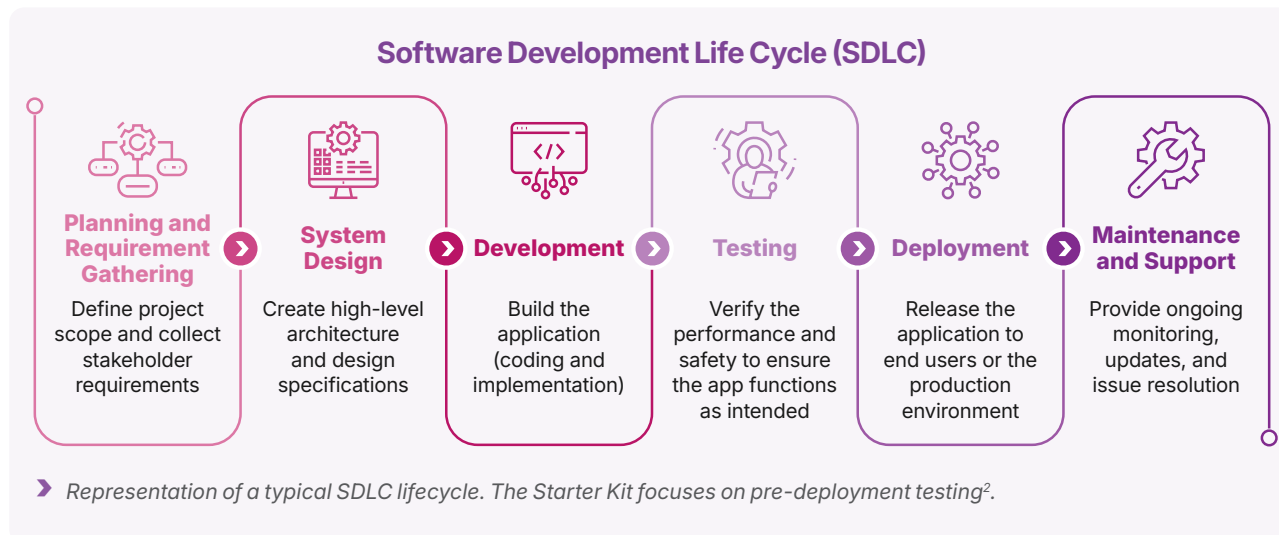 Software Development Life Cycle (SDLC)
Planning and
Requirement
Gathering
Define project
scope and collect
stakeholder
requirements
System
Design
Create high-level
architecture
and design
specifications
Development
Build the
application
(coding and
implementation)
Testing
Verify the
performance and
safety to ensure
the app functions
as intended
Deployment
Release the
application to
end users or the
production
environment
Maintenance
and Support
Provide ongoing
monitoring,
updates, and
issue resolution
Representation of a typical SDLC lifecycle. The Starter Kit focuses on pre-deployment testing².